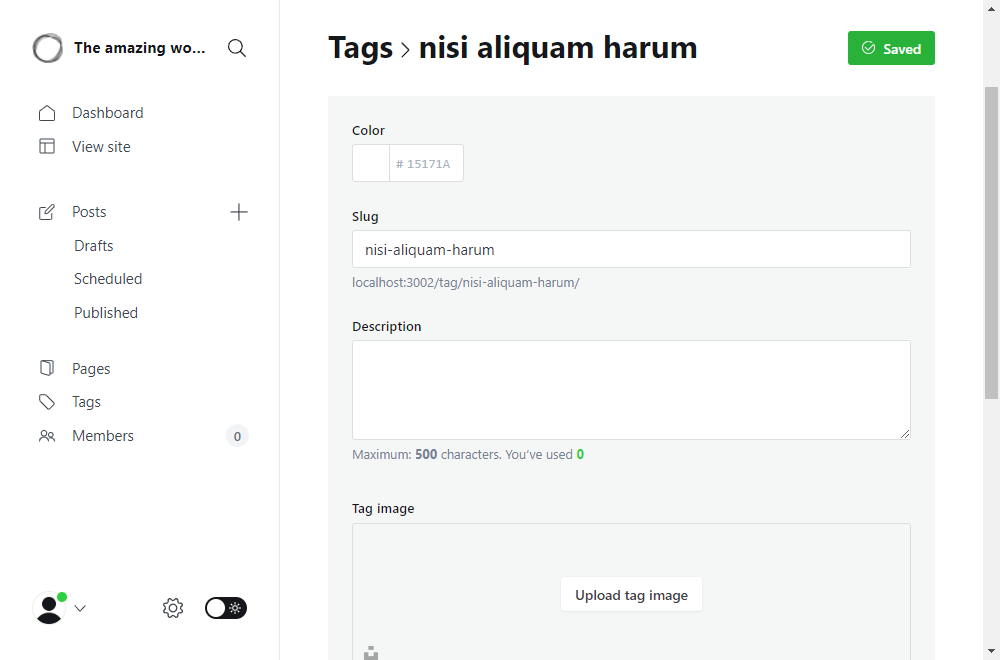 The amazing wo...
Dashboard
View site
Posts
Drafts
Scheduled
Published
Pages
Tags
Members
0
Tags
nisi aliquam harum
Saved
Color
# 15171A
Slug
nisi-aliquam-harum
localhost:3002/tag/nisi-aliquam-harum/
Description
Maximum: 500 characters. You’ve used 0
Tag image
Upload tag image